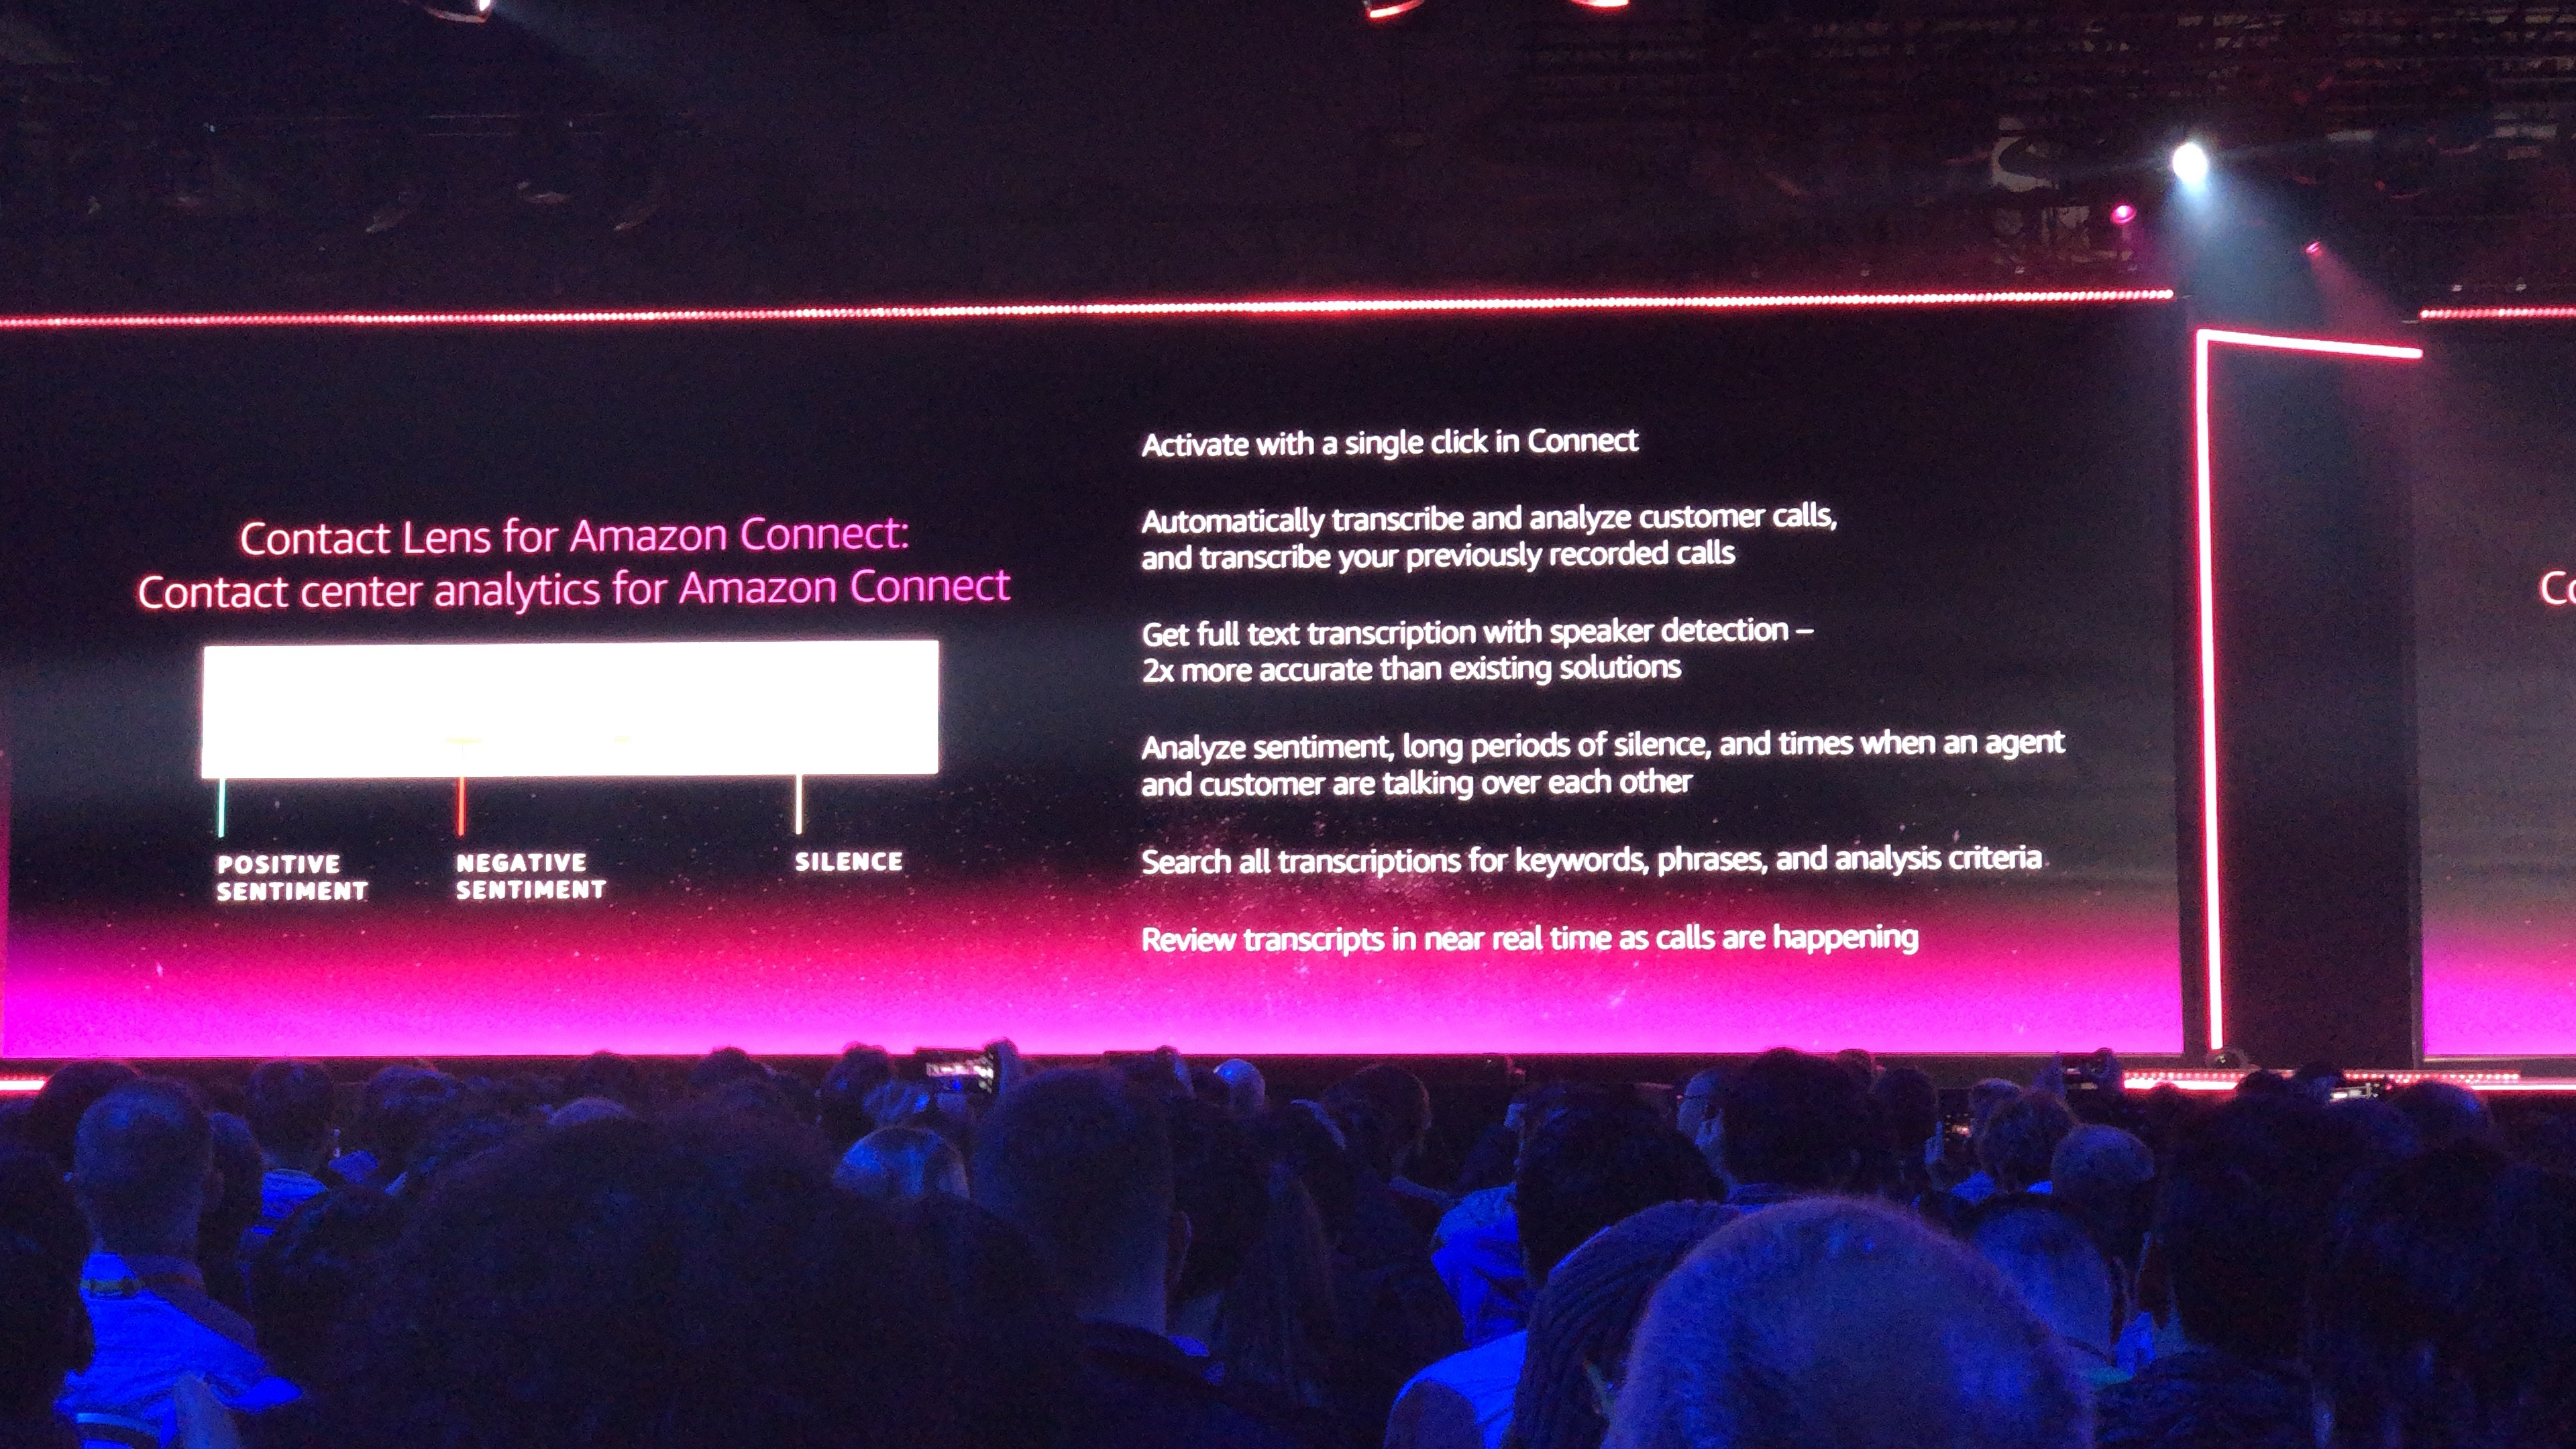 Contact Lens for Amazon Connect:
Contact center analytics for Amazon Connect
POSITIVE
SENTIMENT
NEGATIVE
SENTIMENT
SILENCE
Activate with a single click in Connect
Automatically transcribe and analyze customer calls,
and transcribe your previously recorded calls
Get full text transcription with speaker detection –
2x more accurate than existing solutions
Analyze sentiment, long periods of silence, and times when an agent
and customer are talking over each other
Search all transcriptions for keywords, phrases, and analysis criteria
Review transcripts in near real time as calls are happening
Co